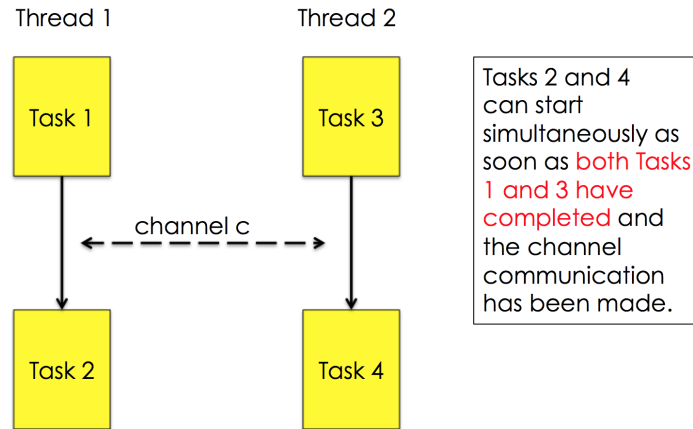 Thread 1
Thread 2
Task 1
Task 3
channel c
Task 2
Task 4
Tasks 2 and 4
can start
simultaneously as
soon as both Tasks
1 and 3 have
completed and
the channel
communication
has been made.